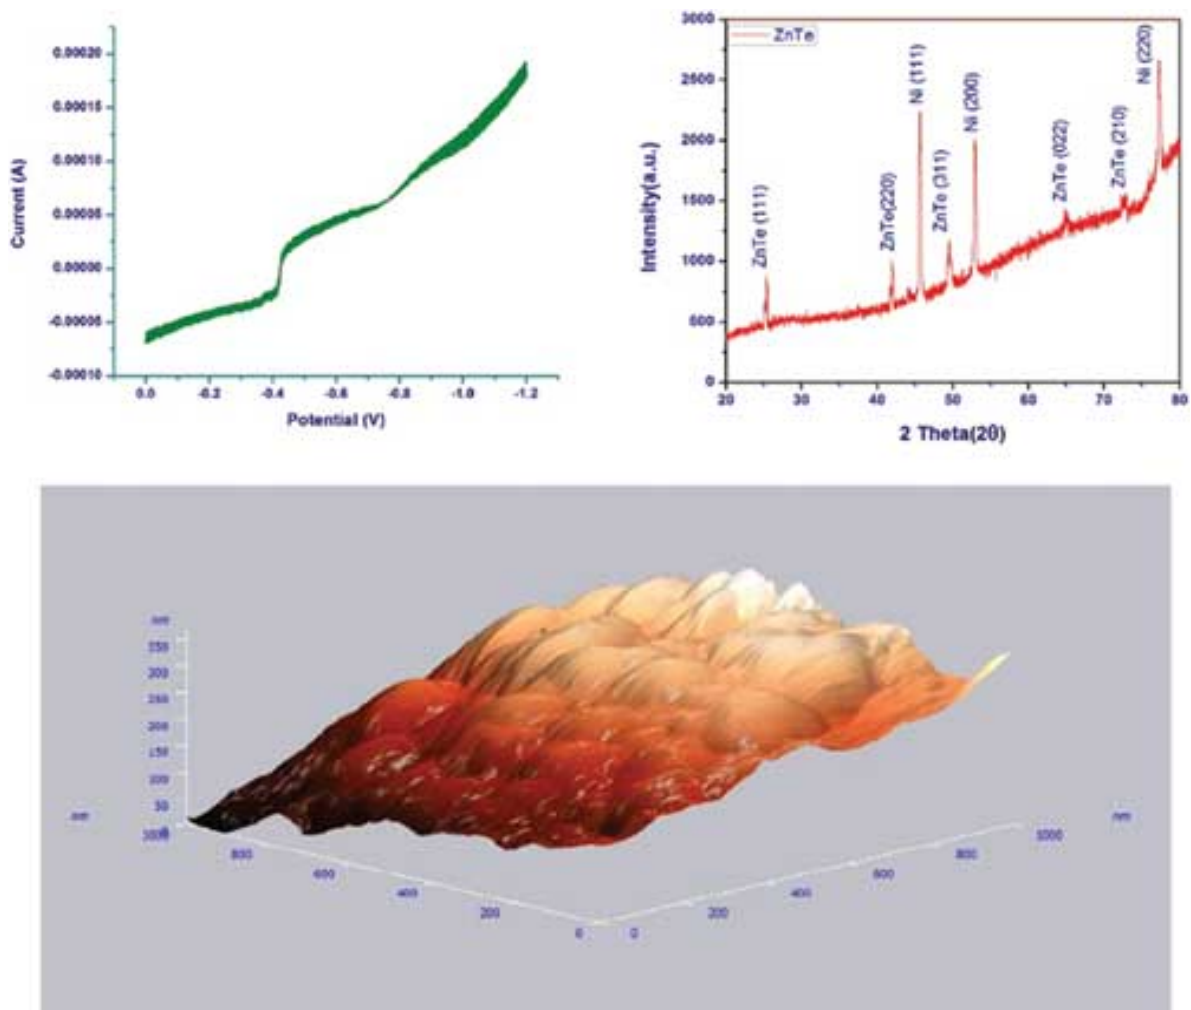 0.00020
0.00015
0.00010
0.00005
0.00000
-0.00005
-0.00010
Current (A)
0.0 -0.2 -0.4 -0.6 -0.8 -1.0 -1.2
Potential (V)
3000
2500
2000
1500
1000
500
0
Intensity(a.u.)
ZnTe
ZnTe (111)
ZnTe(220)
Ni (111)
ZnTe (311)
Ni (200)
ZnTe (022)
ZnTe (210)
Ni (220)
20 30 40 50 60 70 80
2 Theta(2θ)
nm
350
300
250
200
150
100
50
0
nm
1000
800
600
400
200
0
0
200
400
600
800
1000
nm